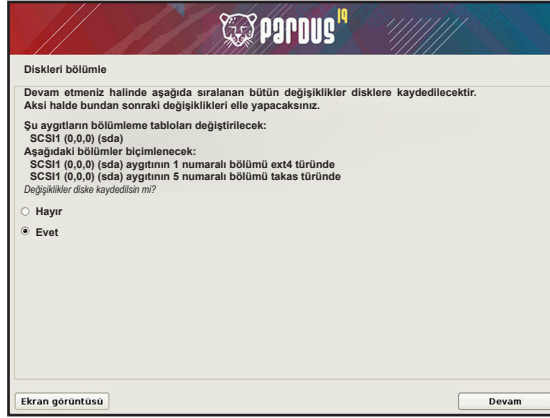 PARDUS 19
Diskleri bölümle
Devam etmeniz halinde aşağıda sıralanan bütün değişiklikler disklere kaydedilecektir.
Aksi halde bundan sonraki değişiklikleri elle yapacaksınız.
Şu aygıtların bölümleme tabloları değiştirilecek:
SCSI1 (0,0,0) (sda)
Aşağıdaki bölümler biçimlenecek:
SCSI1 (0,0,0) (sda) aygıtının 1 numaralı bölümü ext4 türünde
SCSI1 (0,0,0) (sda) aygıtının 5 numaralı bölümü takas türünde
Değişiklikler diske kaydedilsin mi?
Hayır
Evet
Ekran görüntüsü
Devam